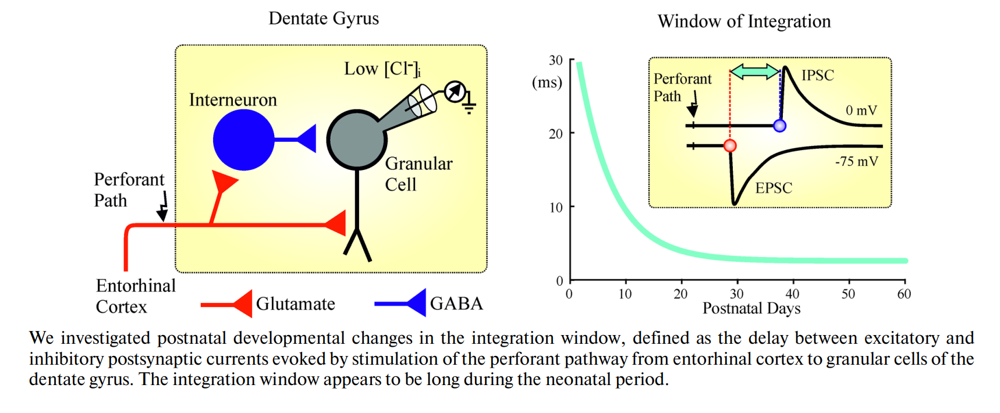 Dentate Gyrus
Low [Cl⁻]i
Interneuron
Granular
Cell
Perforant
Path
Entorhinal
Cortex
Glutamate
GABA
Window of Integration
30
(ms)
20
10
0
0 10 20 30 40 50 60
Postnatal Days
Perforant
Path
IPSC
0 mV
-75 mV
EPSC
We investigated postnatal developmental changes in the integration window, defined as the delay between excitatory and
inhibitory postsynaptic currents evoked by stimulation of the perforant pathway from entorhinal cortex to granular cells of the
dentate gyrus. The integration window appears to be long during the neonatal period.